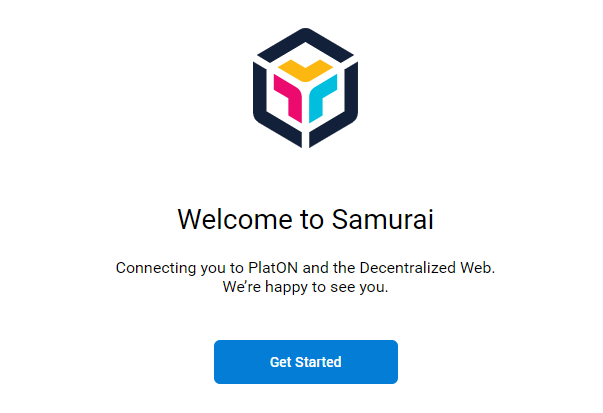 Welcome to Samurai
Connecting you to PlatON and the Decentralized Web.
We’re happy to see you.
Get Started